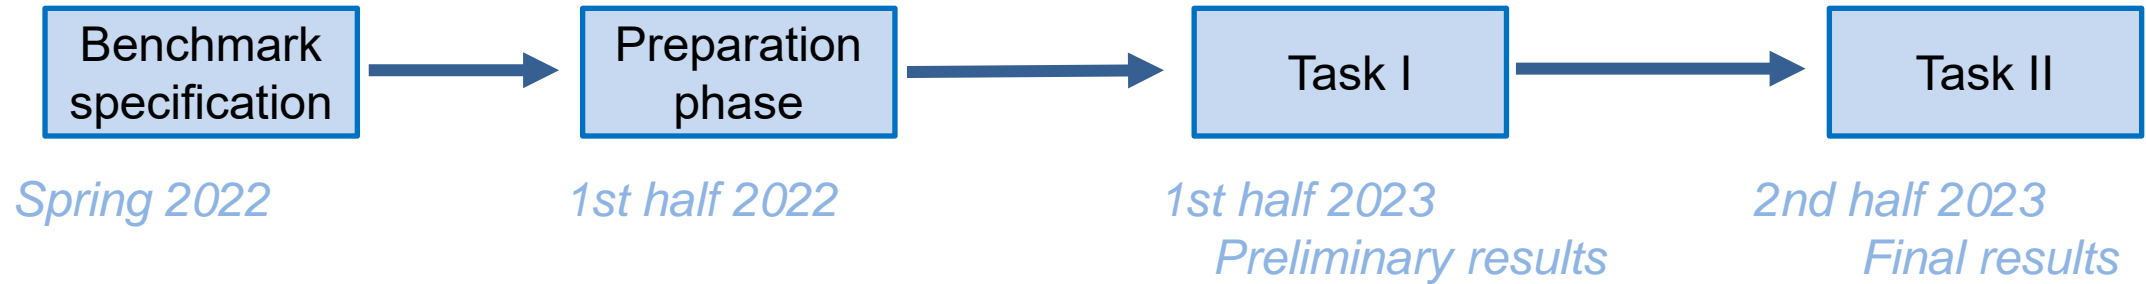 Benchmark
specification
Preparation
phase
Task I
Task II
Spring 2022
1st half 2022
1st half 2023
Preliminary results
2nd half 2023
Final results